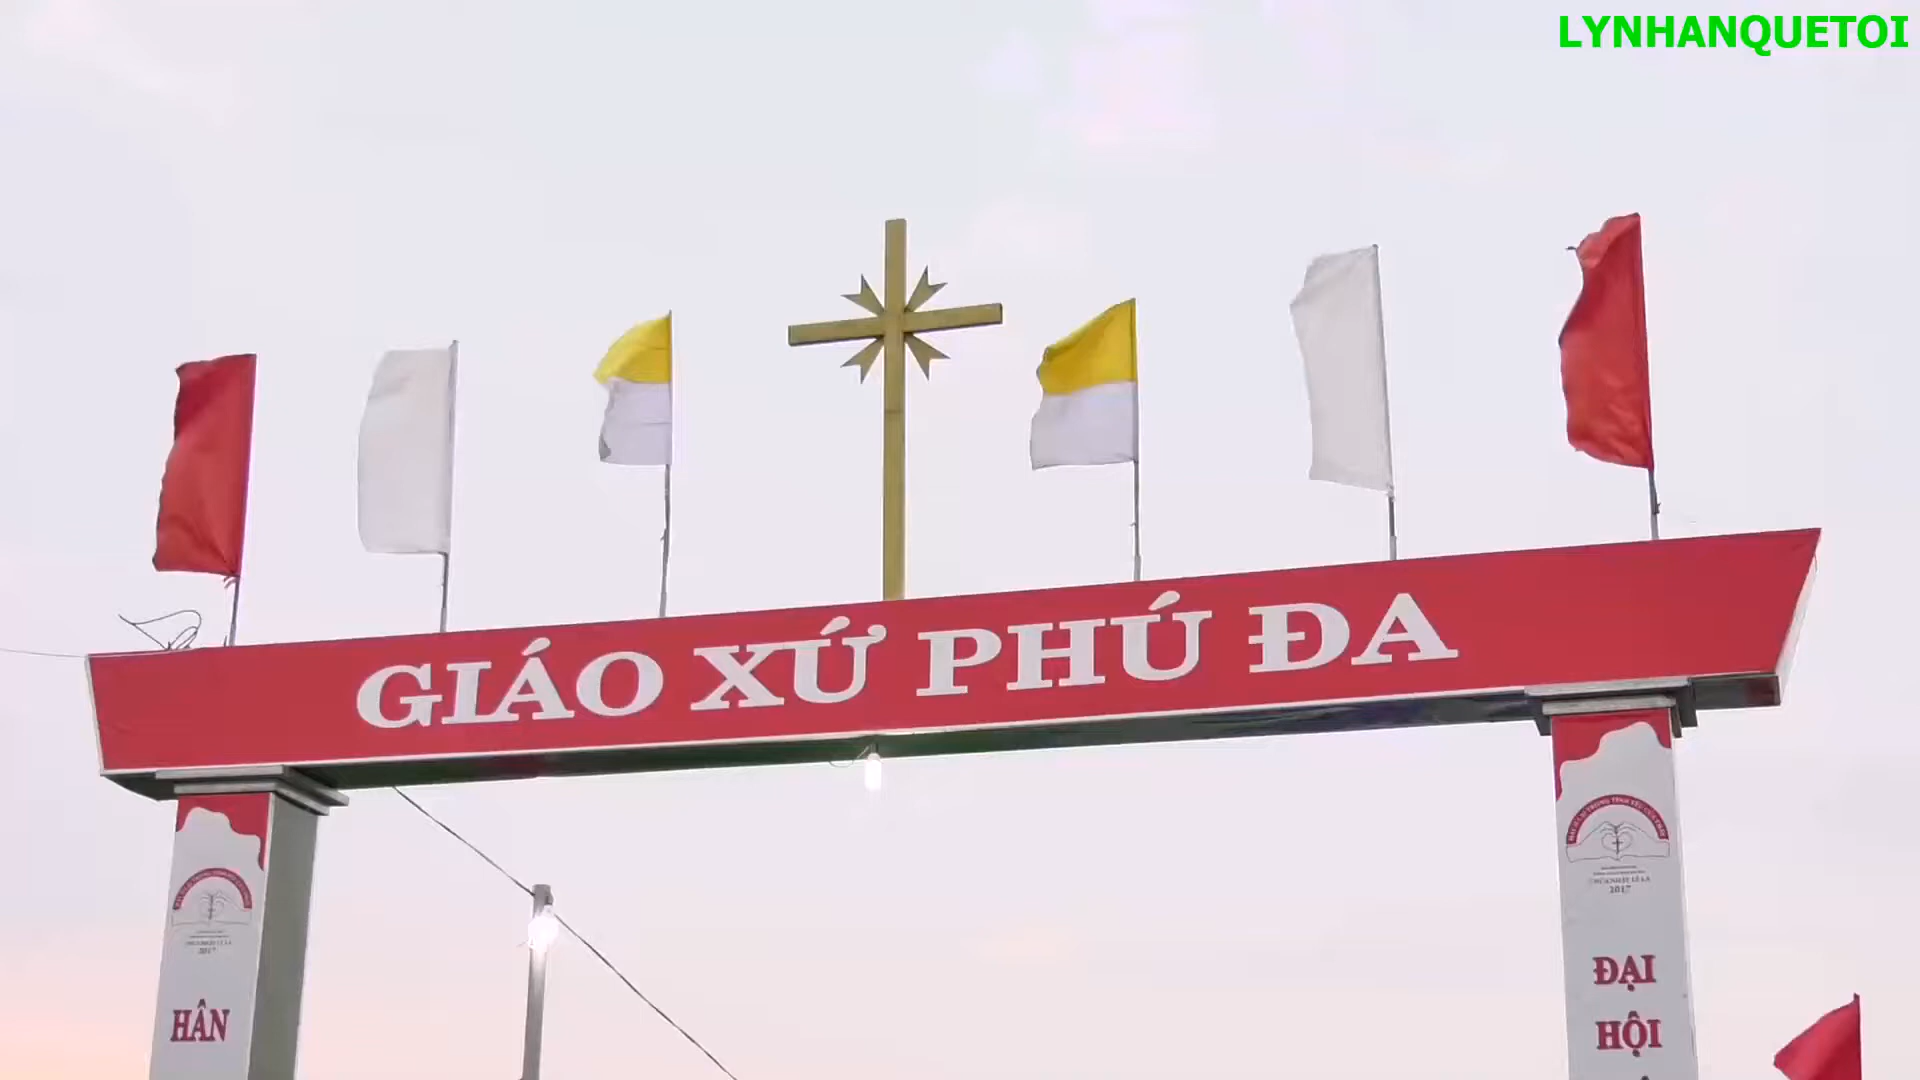 LYNHANQUETOI
GIÁO XỨ PHÚ ĐA
2017
HÂN
2017
ĐẠI
HỘI